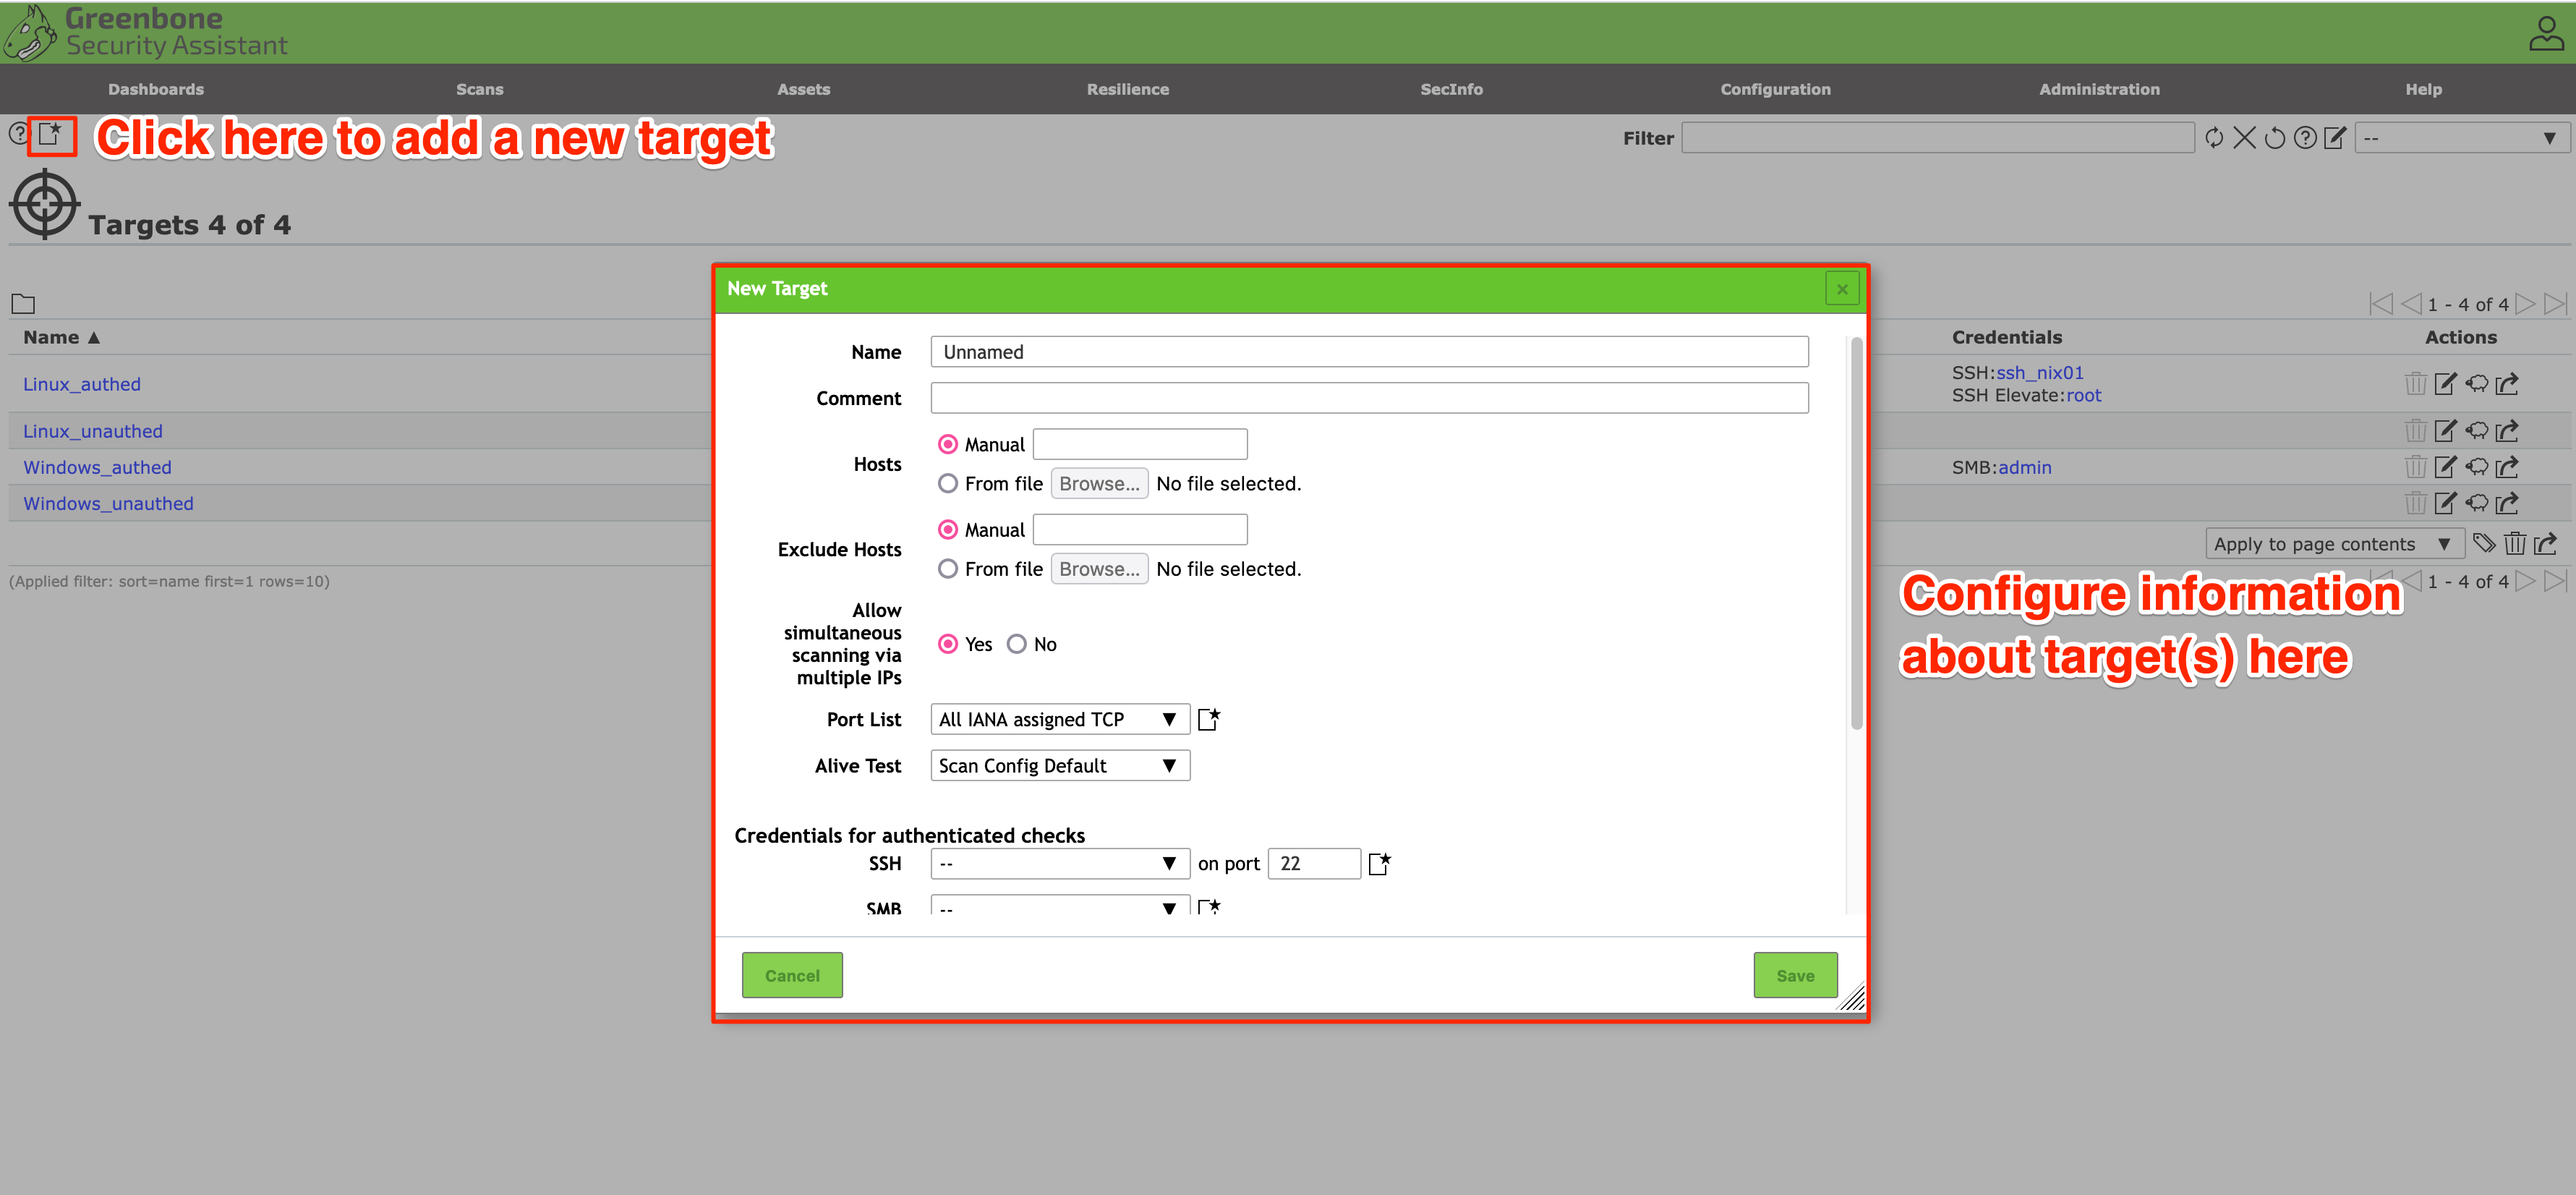 Greenbone
Security Assistant
Dashboards Scans Assets Resilience SecInfo Configuration Administration Help
Click here to add a new target
Filter --
Targets 4 of 4
New Target
1 - 4 of 4
Name ▲ Credentials Actions
Name Unnamed
Comment
Linux_authed
SSH:ssh_nix01
SSH Elevate:root
Linux_unauthed
Windows_authed
SMB:admin
Windows_unauthed
Hosts
Manual
From file Browse... No file selected.
Exclude Hosts
Manual
From file Browse... No file selected.
Apply to page contents
(Applied filter: sort=name first=1 rows=10)
1 - 4 of 4
Configure information
about target(s) here
Allow
simultaneous
scanning via
multiple IPs
Yes No
Port List All IANA assigned TCP
Alive Test Scan Config Default
Credentials for authenticated checks
SSH -- on port 22
SMB --
Cancel Save